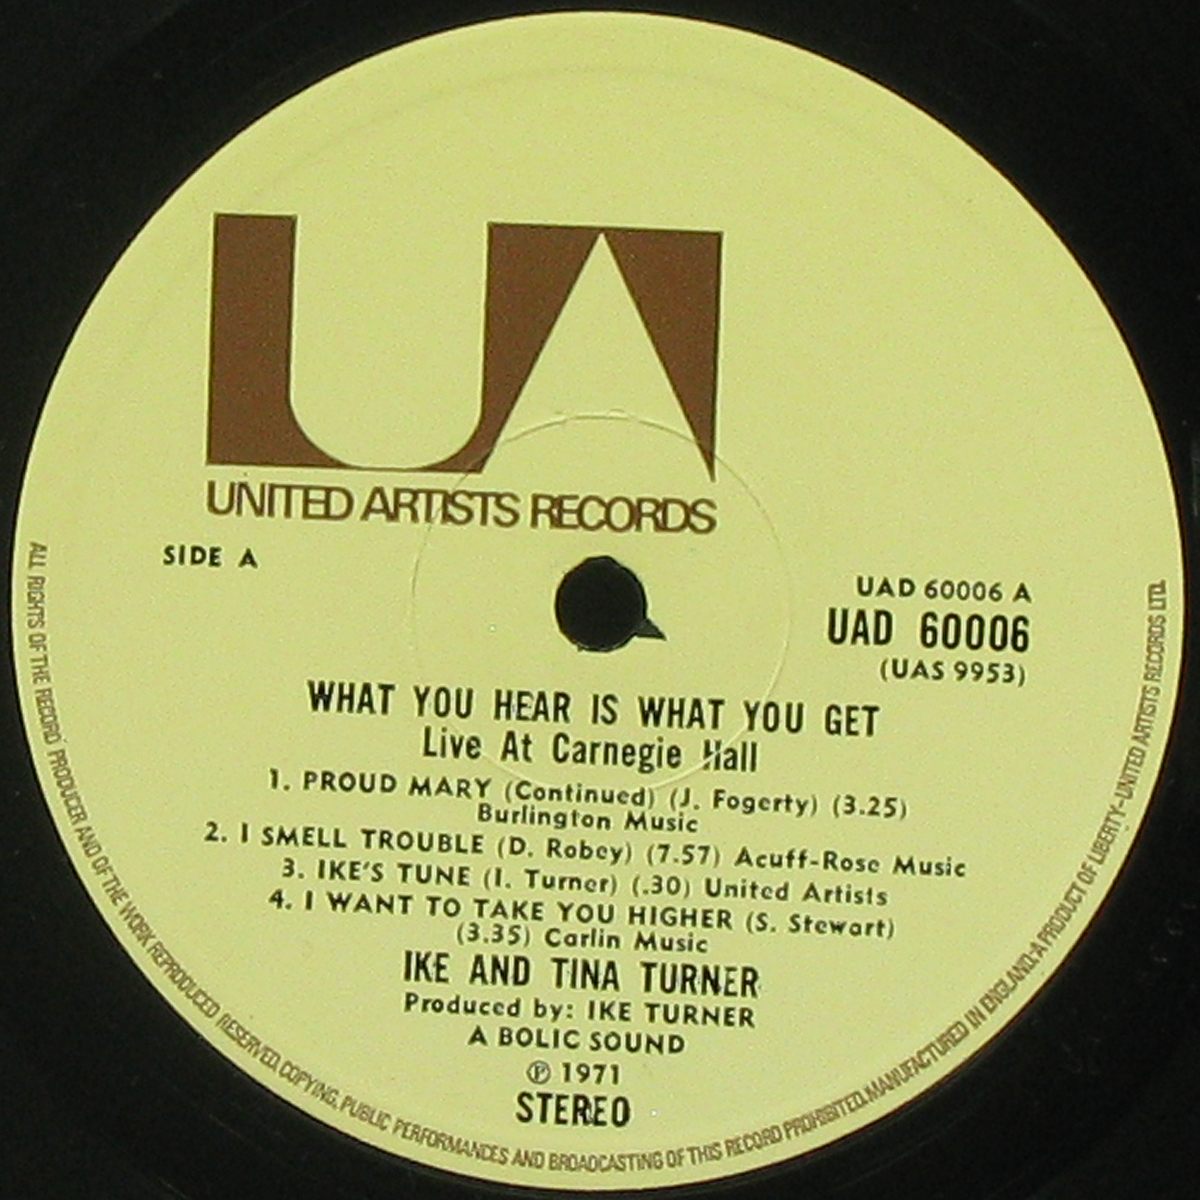 UA
UNITED ARTISTS RECORDS
SIDE A
UAD 60006 A
UAD 60006
(UAS 9953)
WHAT YOU HEAR IS WHAT YOU GET
Live At Carnegie Hall
1. PROUD MARY (Continued) (J. Fogerty) (3.25)
Burlington Music
2. I SMELL TROUBLE (D. Robey) (7.57) Acuff-Rose Music
3. IKE'S TUNE (I. Turner) (.30) United Artists
4. I WANT TO TAKE YOU HIGHER (S. Stewart)
(3.35) Carlin Music
IKE AND TINA TURNER
Produced by: IKE TURNER
A BOLIC SOUND
℗ 1971
STEREO
ALL RIGHTS OF THE RECORD PRODUCER AND OF THE WORK REPRODUCED RESERVED. COPYING, PUBLIC PERFORMANCES AND BROADCASTING OF THIS RECORD PROHIBITED. MANUFACTURED IN ENGLAND. A PRODUCT OF LIBERTY-UNITED ARTISTS RECORDS LTD.